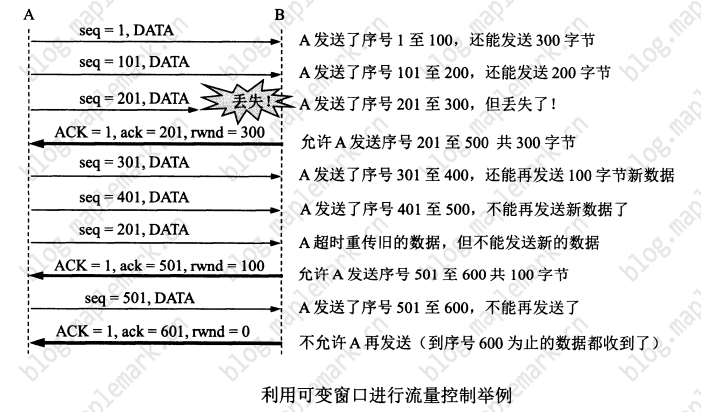 A B
seq = 1, DATA A 发送了序号 1 至 100，还能发送 300 字节
seq = 101, DATA A 发送了序号 101 至 200，还能发送 200 字节
seq = 201, DATA 丢失！ A 发送了序号 201 至 300，但丢失了！
ACK = 1, ack = 201, rwnd = 300 允许 A 发送序号 201 至 500 共 300 字节
seq = 301, DATA A 发送了序号 301 至 400，还能再发送 100 字节新数据
seq = 401, DATA A 发送了序号 401 至 500，不能再发送新数据了
seq = 201, DATA A 超时重传旧的数据，但不能发送新的数据
ACK = 1, ack = 501, rwnd = 100 允许 A 发送序号 501 至 600 共 100 字节
seq = 501, DATA A 发送了序号 501 至 600，不能再发送了
ACK = 1, ack = 601, rwnd = 0 不允许 A 再发送（到序号 600 为止的数据都收到了）
利用可变窗口进行流量控制举例
blog.maplemark.cn